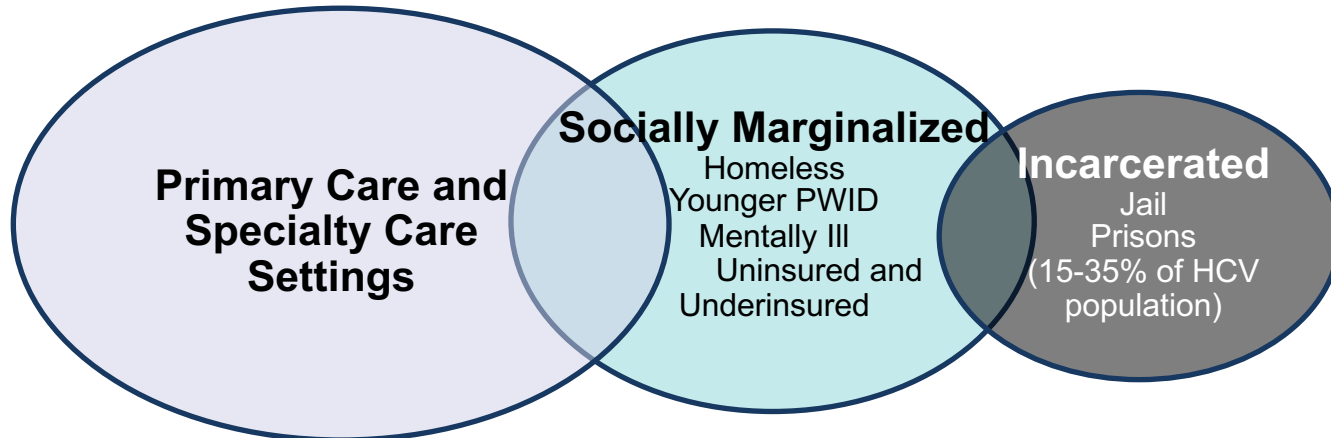 Primary Care and
Specialty Care
Settings
Socially Marginalized
Homeless
Younger PWID
Mentally Ill
Uninsured and
Underinsured
Incarcerated
Jail
Prisons
(15-35% of HCV
population)